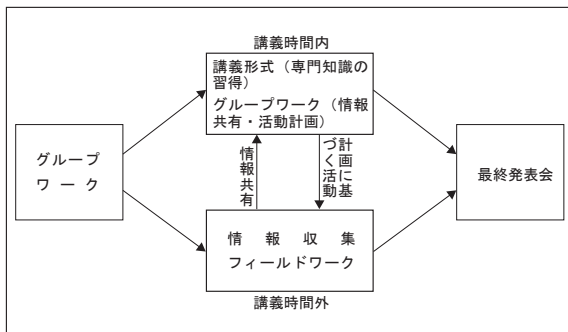 講義時間内
講義形式（専門知識の
習得）
グループワーク（情報
共有・活動計画）
グループ
ワーク
情報共有
計画に基
づく活動
最終発表会
情報収集
フィールドワーク
講義時間外